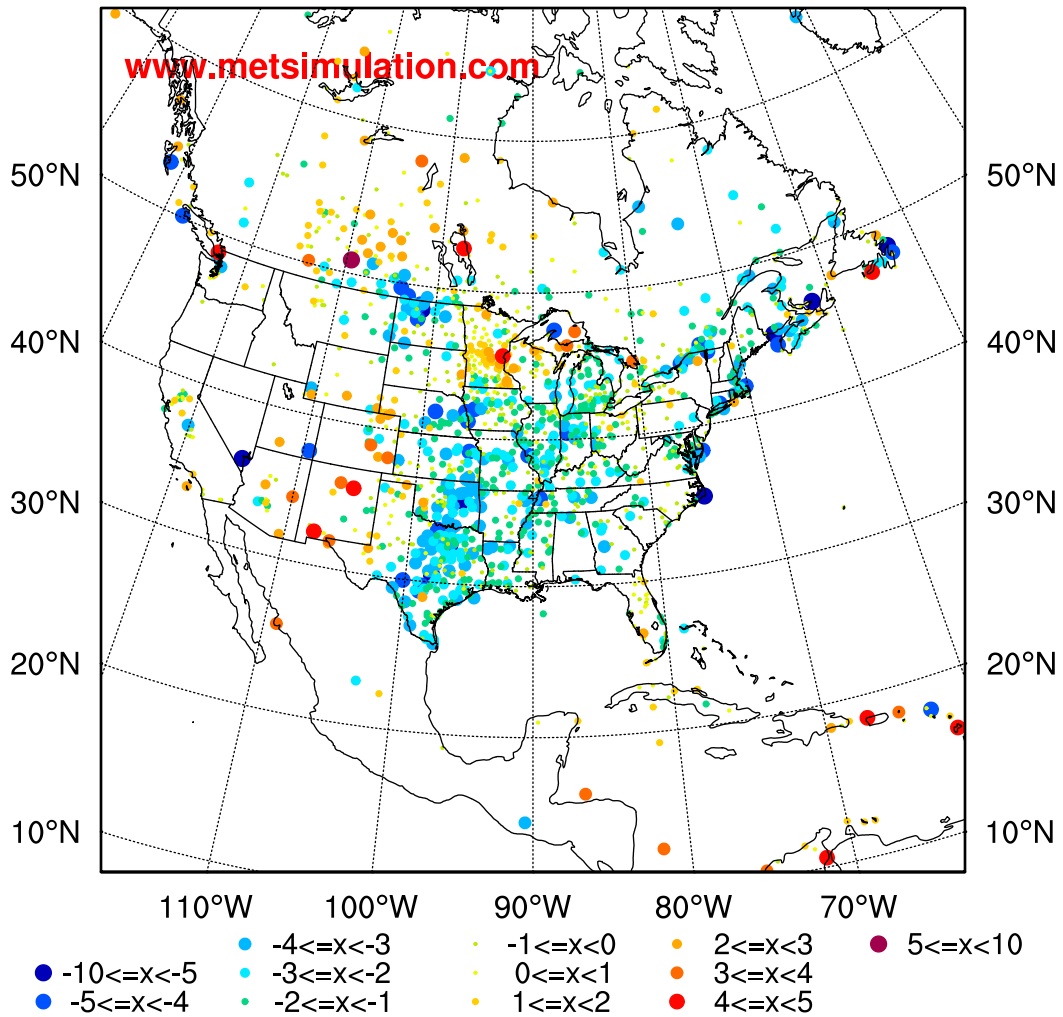 www.metsimulation.com
50°N 50°N
40°N 40°N
30°N 30°N
20°N 20°N
10°N 10°N
110°W 100°W 90°W 80°W 70°W
-4<=x<-3 -1<=x<0 2<=x<3 5<=x<10
-10<=x<-5 -3<=x<-2 0<=x<1 3<=x<4
-5<=x<-4 -2<=x<-1 1<=x<2 4<=x<5